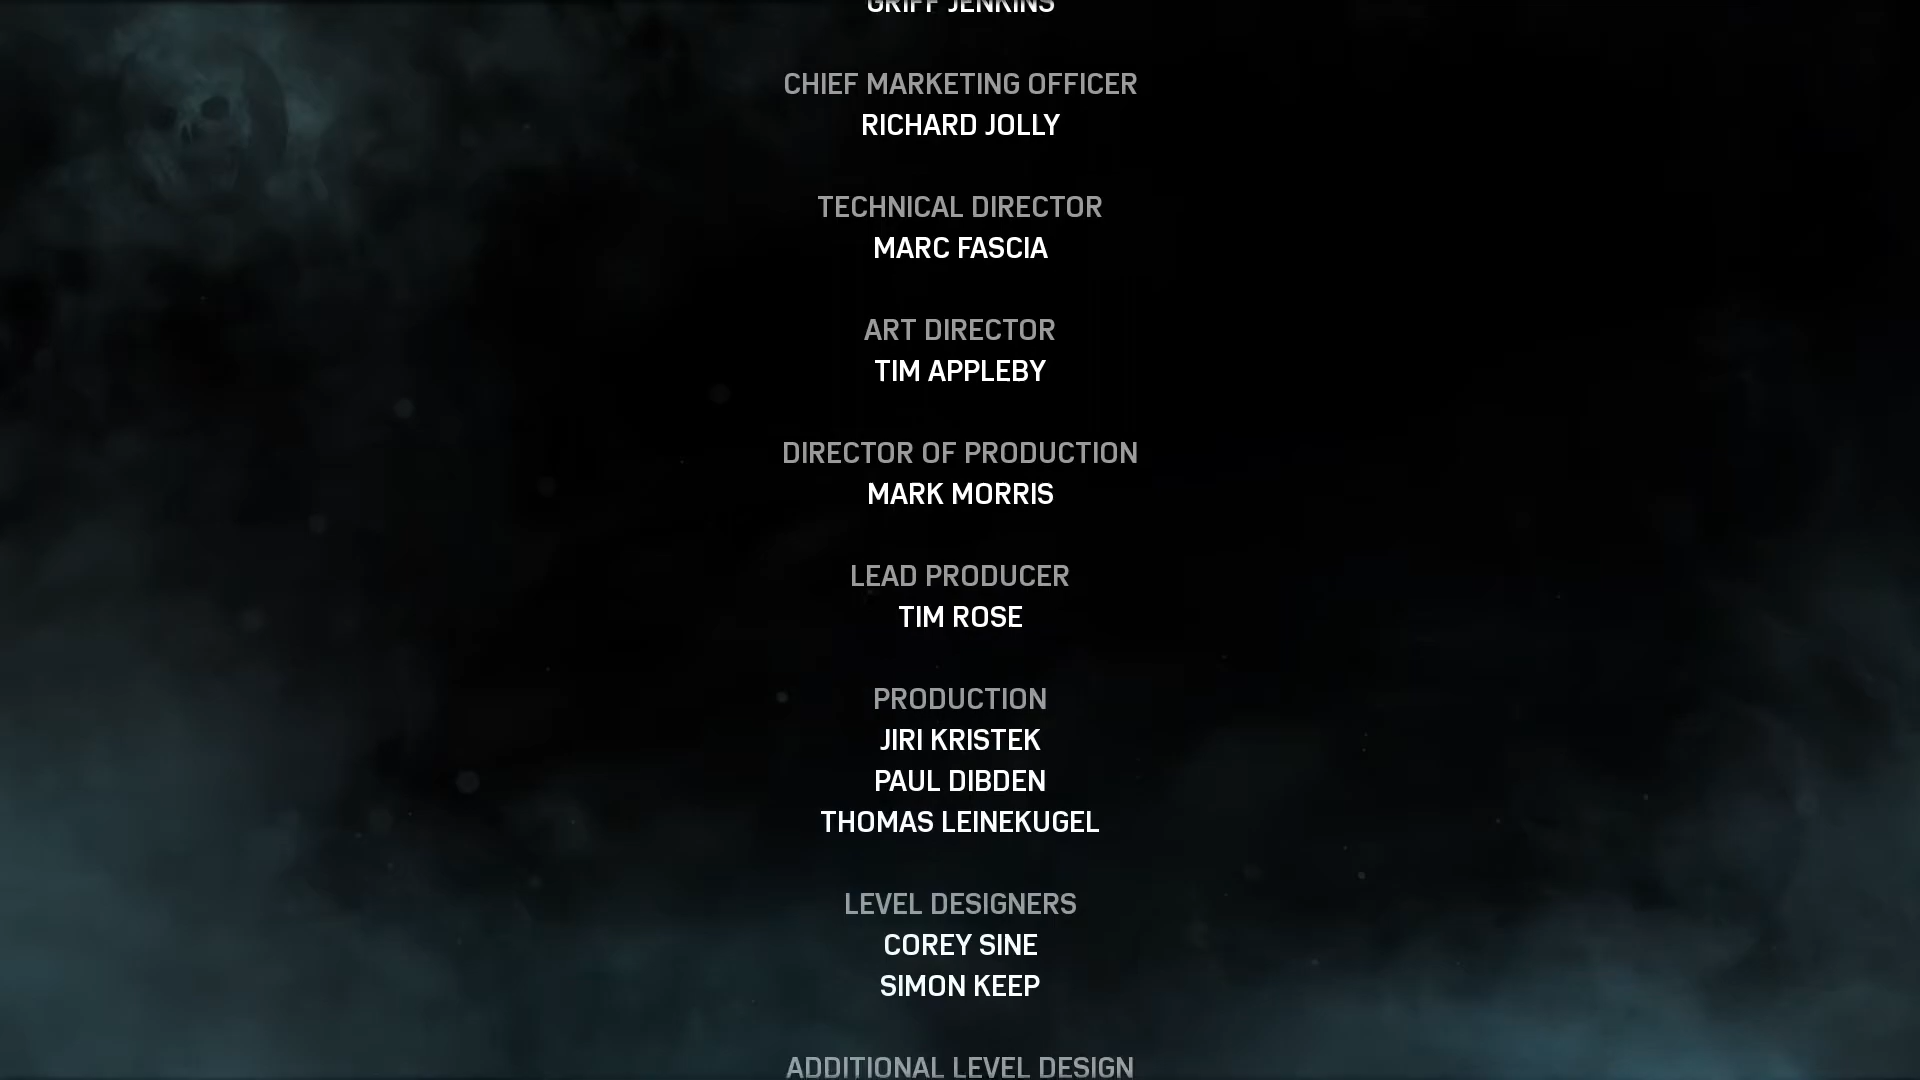 GRIFF JENKINS
CHIEF MARKETING OFFICER
RICHARD JOLLY
TECHNICAL DIRECTOR
MARC FASCIA
ART DIRECTOR
TIM APPLEBY
DIRECTOR OF PRODUCTION
MARK MORRIS
LEAD PRODUCER
TIM ROSE
PRODUCTION
JIRI KRISTEK
PAUL DIBDEN
THOMAS LEINEKUGEL
LEVEL DESIGNERS
COREY SINE
SIMON KEEP
ADDITIONAL LEVEL DESIGN